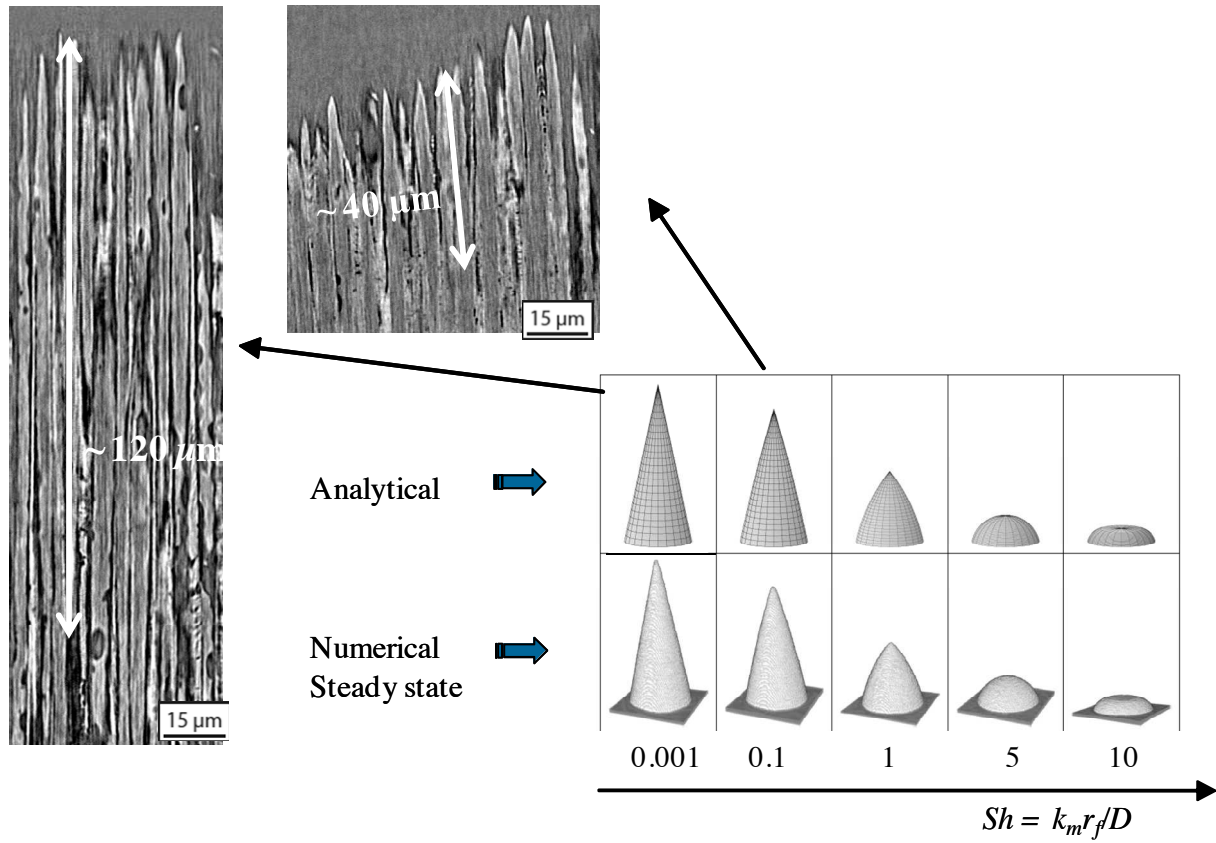 ~40 µm
15 µm
~120 µm
15 µm
Analytical
Numerical
Steady state
0.001 0.1 1 5 10
Sh = kmrf/D